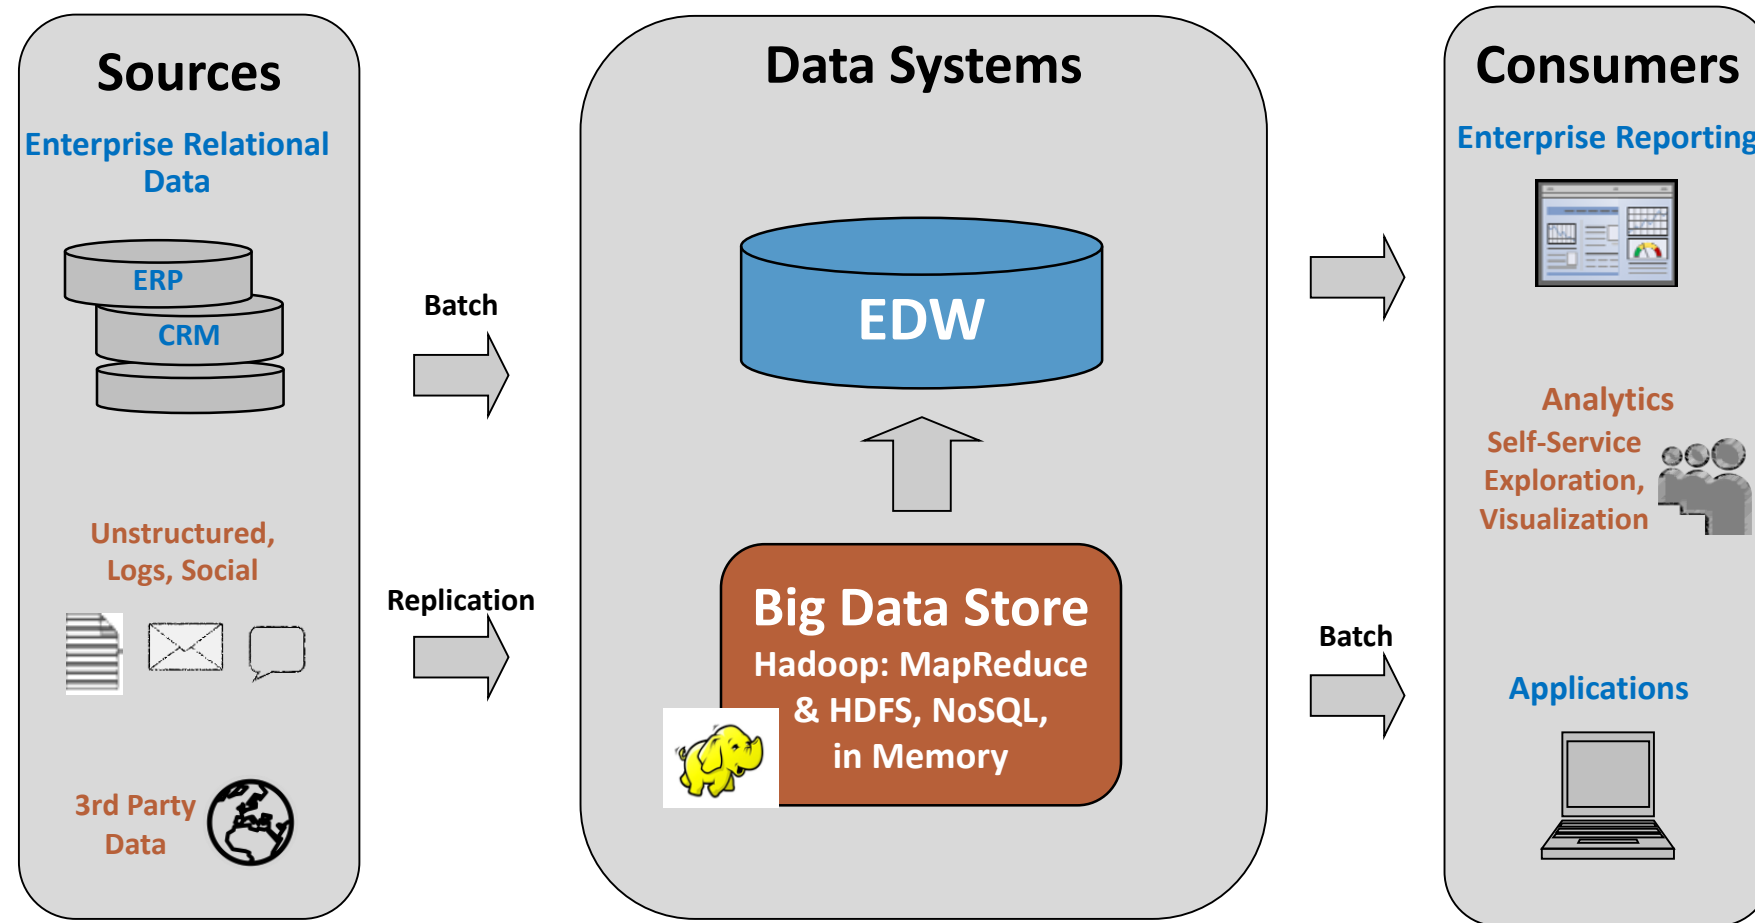 Sources
Enterprise Relational
Data
ERP
CRM
Unstructured,
Logs, Social
3rd Party
Data
Batch
Replication
Data Systems
EDW
Big Data Store
Hadoop: MapReduce
& HDFS, NoSQL,
in Memory
Batch
Consumers
Enterprise Reporting
Analytics
Self-Service
Exploration,
Visualization
Applications